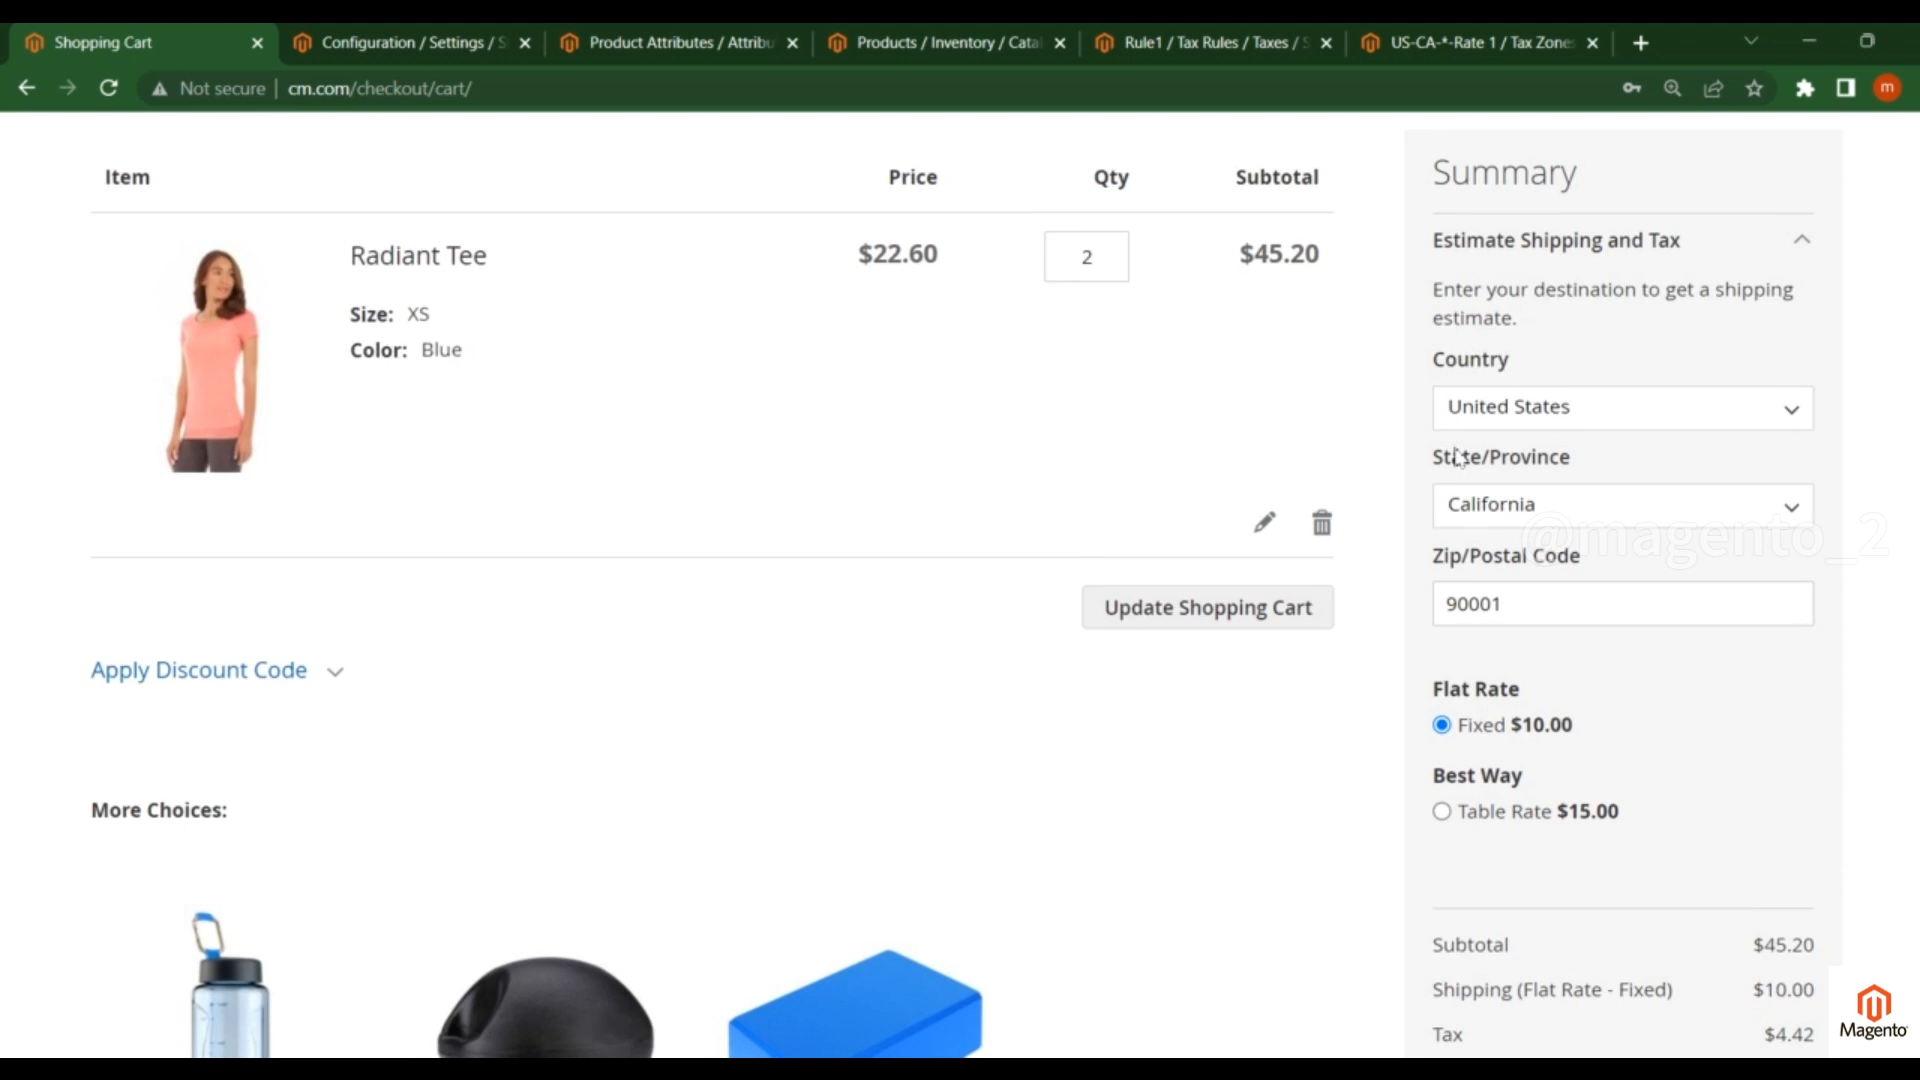 Shopping Cart
Configuration / Settings / S
Product Attributes / Attribu
Products / Inventory / Catal
Rule1 / Tax Rules / Taxes / S
US-CA-*-Rate 1 / Tax Zone
Not secure
cm.com/checkout/cart/
m
Item Price Qty Subtotal
Radiant Tee $22.60 2 $45.20
Size: XS
Color: Blue
Update Shopping Cart
Apply Discount Code
More Choices:
Summary
Estimate Shipping and Tax
Enter your destination to get a shipping
estimate.
Country
United States
State/Province
California
@magento_2
Zip/Postal Code
90001
Flat Rate
Fixed $10.00
Best Way
Table Rate $15.00
Subtotal $45.20
Shipping (Flat Rate - Fixed) $10.00
Tax $4.42
Magento